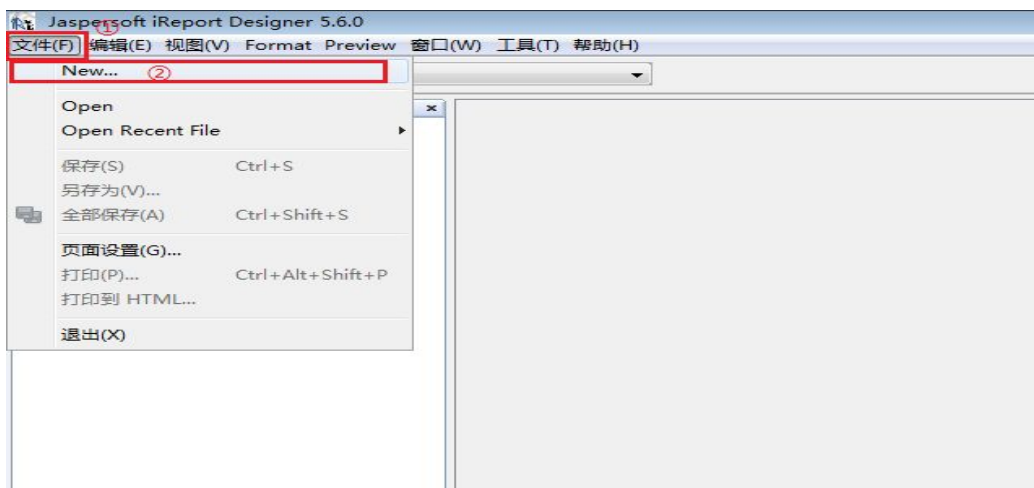 Jaspersoft iReport Designer 5.6.0
①
文件(F) 编辑(E) 视图(V) Format Preview 窗口(W) 工具(T) 帮助(H)
New... ②
Open
Open Recent File
保存(S) Ctrl+S
另存为(V)...
全部保存(A) Ctrl+Shift+S
页面设置(G)...
打印(P)... Ctrl+Alt+Shift+P
打印到 HTML...
退出(X)